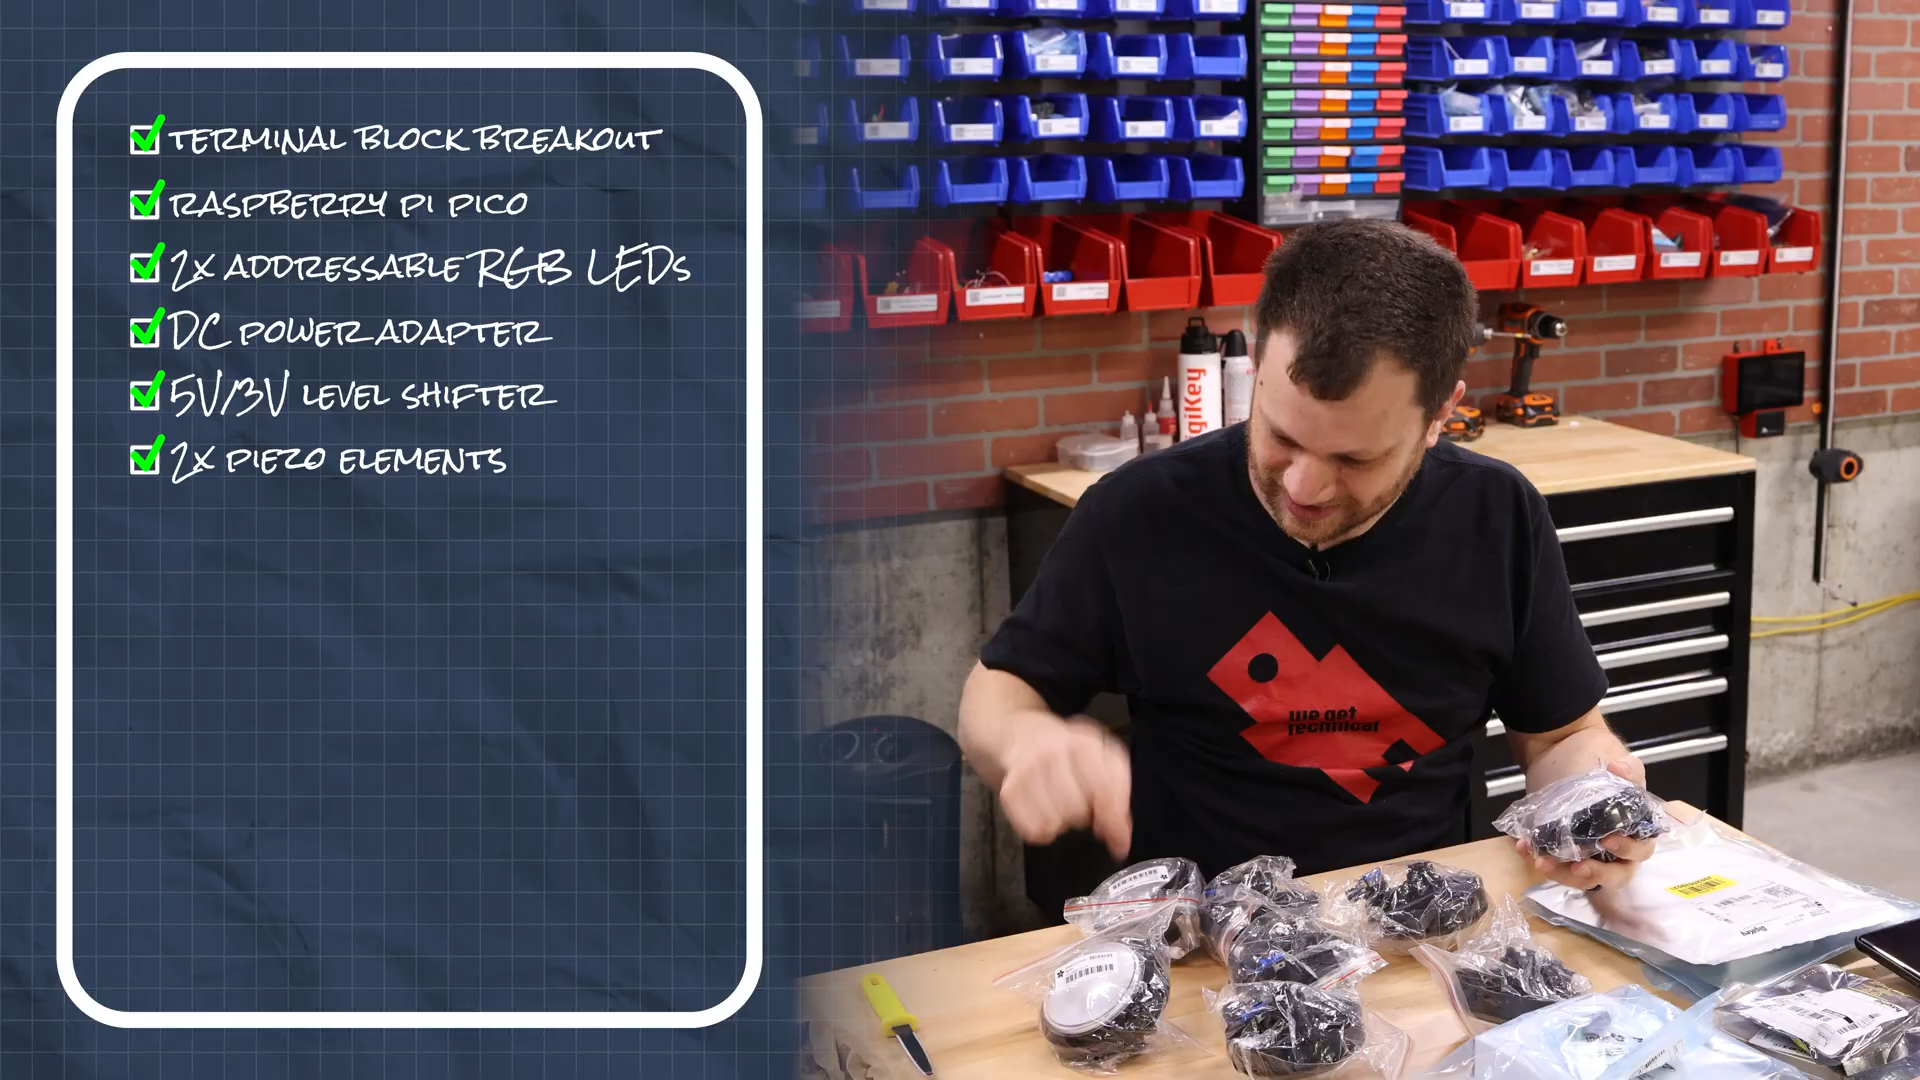 TERMINAL BLOCK BREAKOUT
RASPBERRY PI PICO
2X ADDRESSABLE RGB LEDs
DC POWER ADAPTER
5V/3V LEVEL SHIFTER
2X PIEZO ELEMENTS
we get
technical
DigiKey